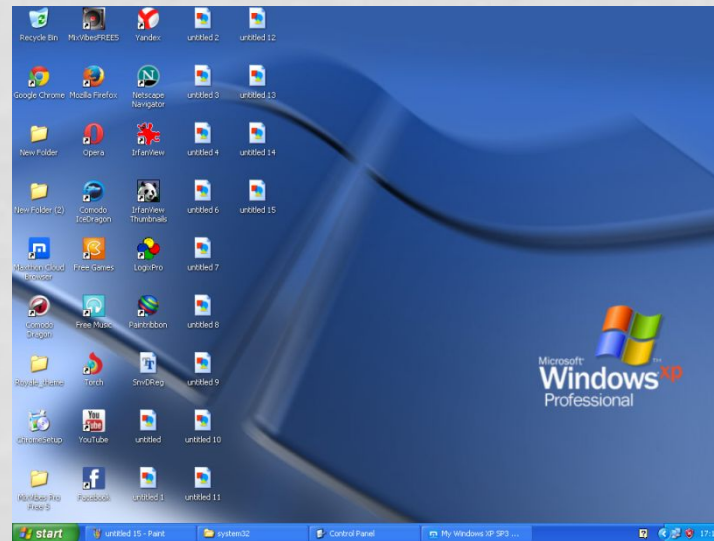 Recycle Bin
MixVibesFREE5
Yandex
untitled 2
untitled 12
Google Chrome
Mozilla Firefox
Netscape
Navigator
untitled 3
untitled 13
New Folder
Opera
IrfanView
untitled 4
untitled 14
New Folder (2)
Comodo
IceDragon
IrfanView
Thumbnails
untitled 6
untitled 15
Maxthon Cloud
Browser
Free Games
LogixPro
untitled 7
Comodo
Dragon
Free Music
Paintribbon
untitled 8
Royale_theme
Torch
SnvDReg
untitled 9
ChromeSetup
You
Tube
YouTube
untitled
untitled 10
MixVibes Pro
Free 5
Facebook
untitled 1
untitled 11
Microsoft
Windows xp
Professional
start
untitled 15 - Paint
system32
Control Panel
My Windows XP SP3 ...